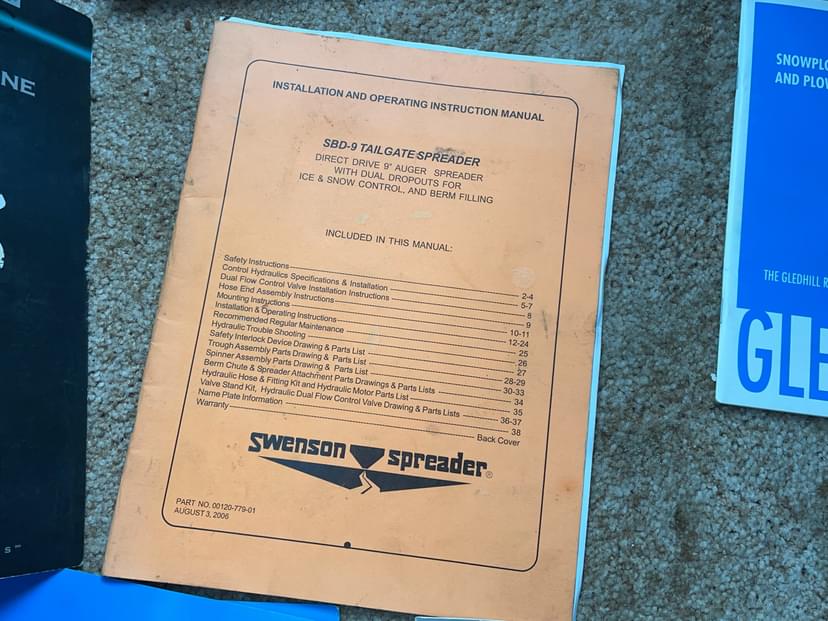 INSTALLATION AND OPERATING INSTRUCTION MANUAL
SBD-9 TAILGATE SPREADER
DIRECT DRIVE 9" AUGER SPREADER
WITH DUAL DROPOUTS FOR
ICE & SNOW CONTROL, AND BERM FILLING
INCLUDED IN THIS MANUAL:
Safety Instructions 2-4
Control Hydraulics Specifications & Installation 5-7
Dual Flow Control Valve Installation Instructions 8
Hose End Assembly Instructions 9
Mounting Instructions 10-11
Installation & Operating Instructions 12-24
Recommended Regular Maintenance 25
Hydraulic Trouble Shooting 26
Safety Interlock Device Drawing & Parts List 27
Trough Assembly Parts Drawing & Parts List 28-29
Spinner Assembly Parts Drawing & Parts List 30-33
Berm Chute & Spreader Attachment Parts Drawings & Parts Lists 34
Hydraulic Hose & Fitting Kit and Hydraulic Motor Parts List 35
Valve Stand Kit, Hydraulic Dual Flow Control Valve Drawing & Parts Lists 36-37
Name Plate Information 38
Warranty Back Cover
Swenson spreader®
PART NO. 00120-779-01
AUGUST 3, 2006
NE
S
SNOWPLO
AND PLOW
THE GLEDHILL R
GLE